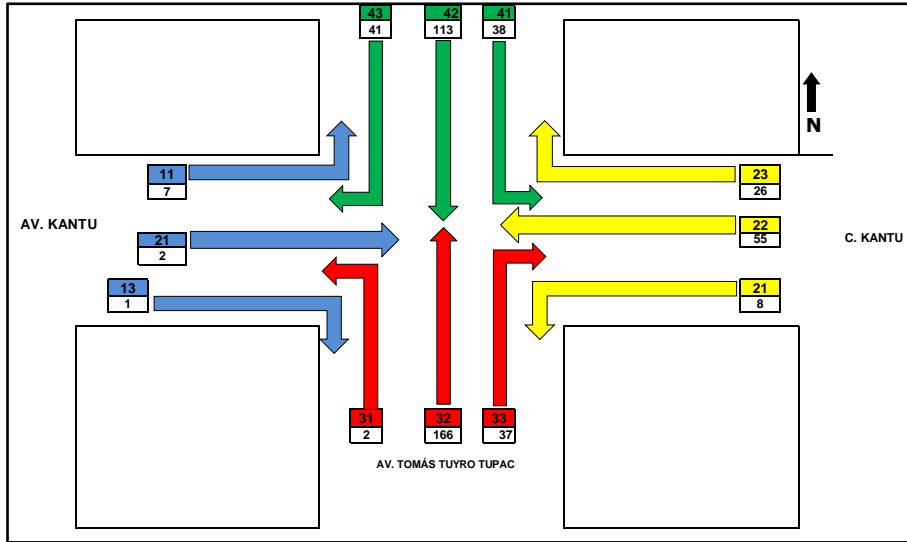 43 42 41
41 113 38
N
11 23
7 26
AV. KANTU 22 C. KANTU
21 55
2
13 21
1 8
31 32 33
2 166 37
AV. TOMÁS TUYRO TUPAC